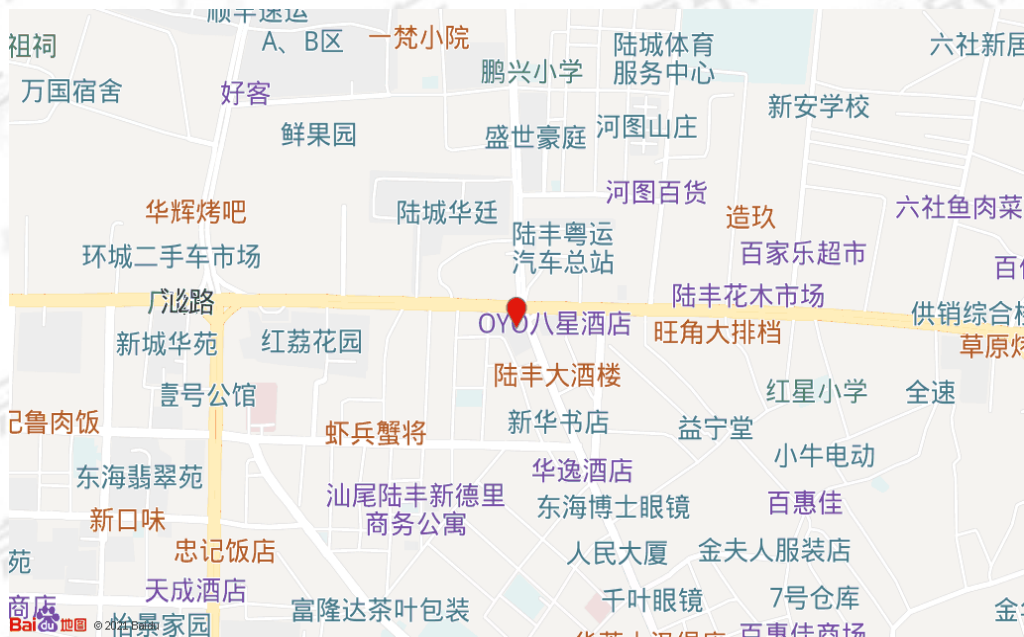 顺丰速运
A、B区
一梵小院
祖祠
陆城体育
服务中心
六社新居
鹏兴小学
万国宿舍
好客
新安学校
鲜果园
盛世豪庭
河图山庄
河图百货
华辉烤吧
陆城华廷
造玖
六社鱼肉菜
陆丰粤运
汽车总站
环城二手车市场
百家乐超市
陆丰花木市场
汕路
OYO八星酒店
供销综合
新城华苑
红荔花园
旺角大排档
草原烤
陆丰大酒楼
壹号公馆
红星小学
全速
记鲁肉饭
虾兵蟹将
新华书店
益宁堂
小牛电动
华逸酒店
东海翡翠苑
汕尾陆丰新德里
商务公寓
东海博士眼镜
百惠佳
新口味
忠记饭店
人民大厦
金夫人服装店
苑
天成酒店
千叶眼镜
7号仓库
商店
富隆达茶叶包装
金
Baidu地图
© 2021 Baidu
怡景家园
百惠佳商场